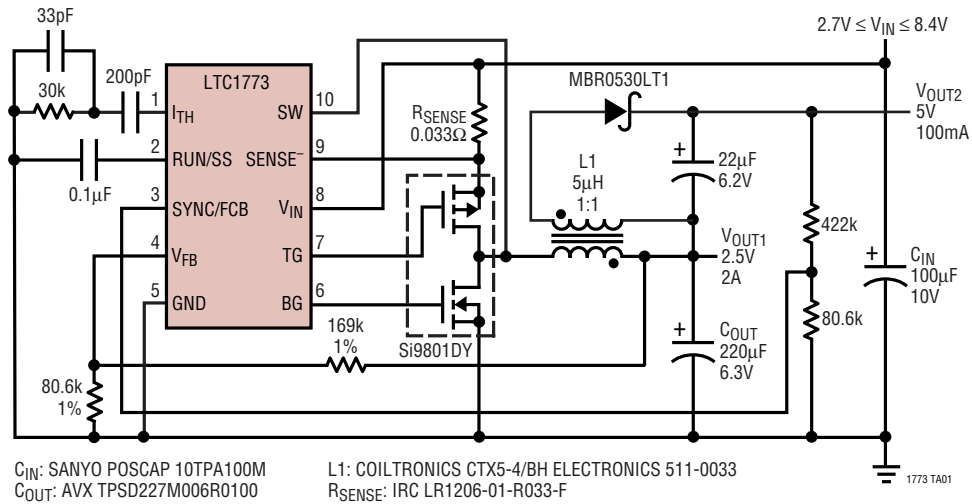 33pF
2.7V ≤ VIN ≤ 8.4V
30k
200pF
LTC1773
1
ITH
SW
10
RSENSE
0.033Ω
MBR0530LT1
VOUT2
5V
100mA
2
RUN/SS
SENSE–
9
0.1µF
L1
5µH
1:1
22µF
6.2V
3
SYNC/FCB
VIN
8
422k
4
VFB
TG
7
VOUT1
2.5V
2A
CIN
100µF
10V
5
GND
BG
6
169k
1%
Si9801DY
COUT
220µF
6.3V
80.6k
80.6k
1%
CIN: SANYO POSCAP 10TPA100M
COUT: AVX TPSD227M006R0100
L1: COILTRONICS CTX5-4/BH ELECTRONICS 511-0033
RSENSE: IRC LR1206-01-R033-F
1773 TA01